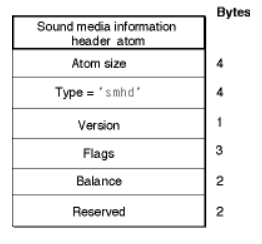 Bytes
Sound media information
header atom
Atom size 4
Type = 'smhd' 4
Version 1
Flags 3
Balance 2
Reserved 2